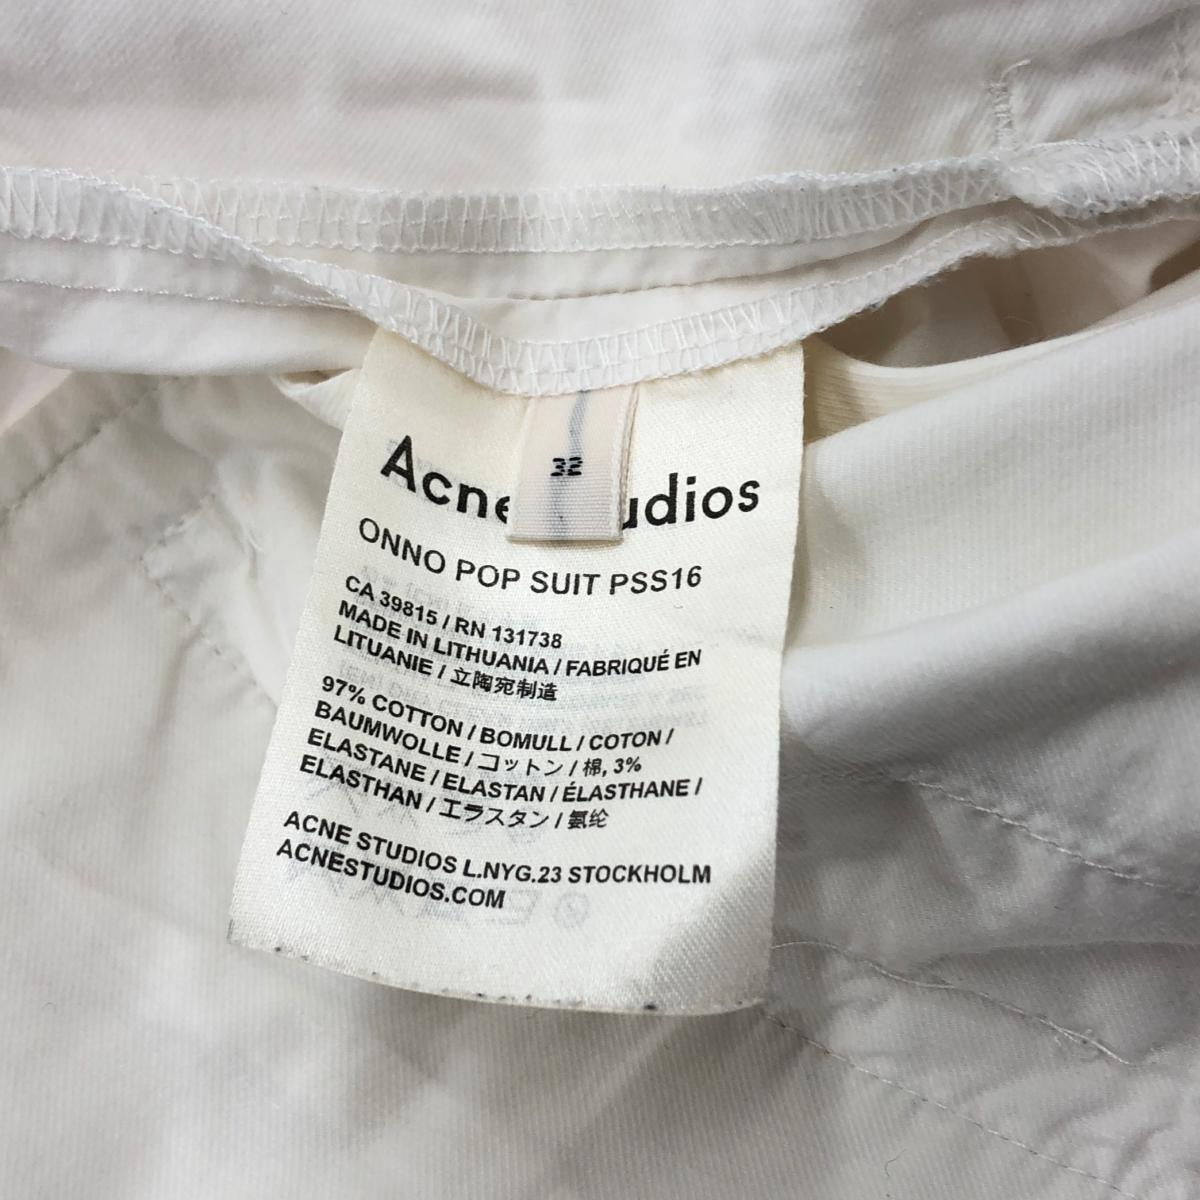 32
Acne Studios
ONNO POP SUIT PSS16
CA 39815 / RN 131738
MADE IN LITHUANIA / FABRIQUÉ EN
LITUANIE / 立陶宛制造
97% COTTON / BOMULL / COTON /
BAUMWOLLE / コットン / 棉, 3%
ELASTANE / ELASTAN / ÉLASTHANE /
ELASTHAN / エラスタン / 氨纶
ACNE STUDIOS L.NYG.23 STOCKHOLM
ACNESTUDIOS.COM